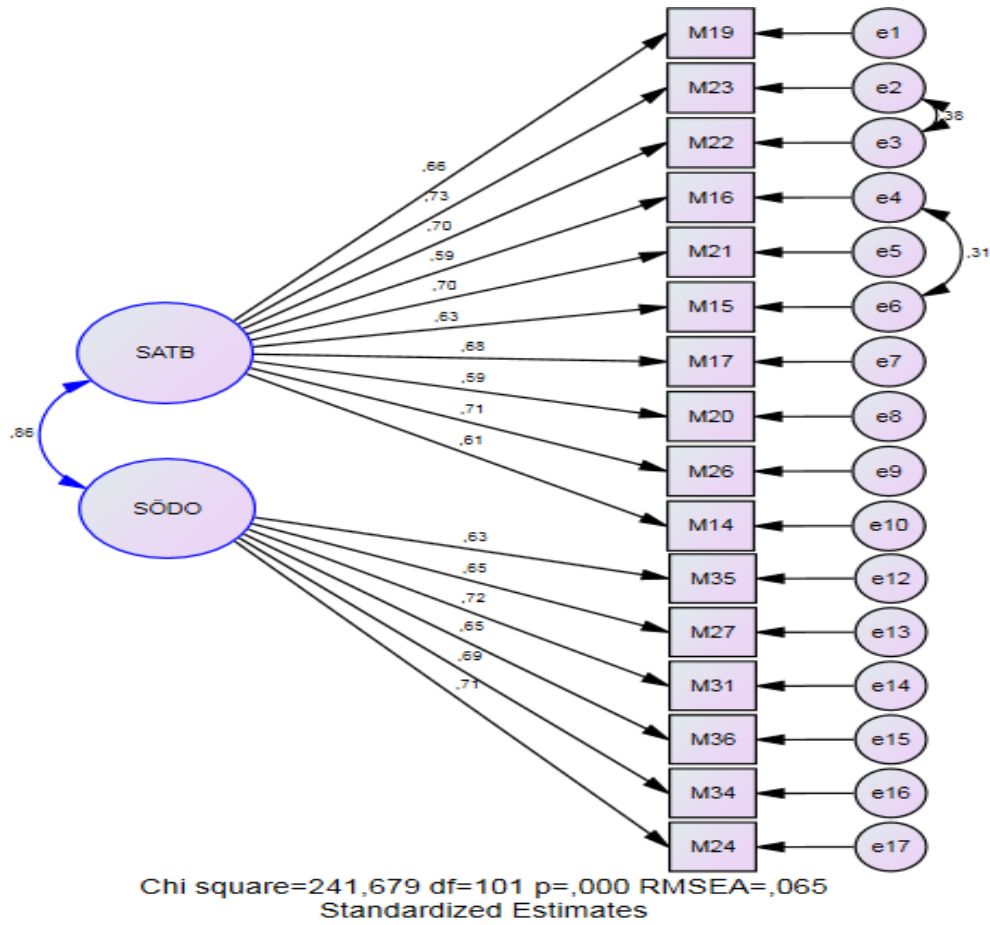 M19 e1
M23 e2
,38
M22 e3
,66
,73
M16 e4
,70
,59
M21 e5
,31
,70
M15 e6
,63
SATB
,68
M17 e7
,59
M20 e8
,71
,86
,61
M26 e9
SÖDO
M14 e10
,63
,65
M35 e12
,72
,65
M27 e13
,69
,71
M31 e14
M36 e15
M34 e16
M24 e17
Chi square=241,679 df=101 p=,000 RMSEA=,065
Standardized Estimates